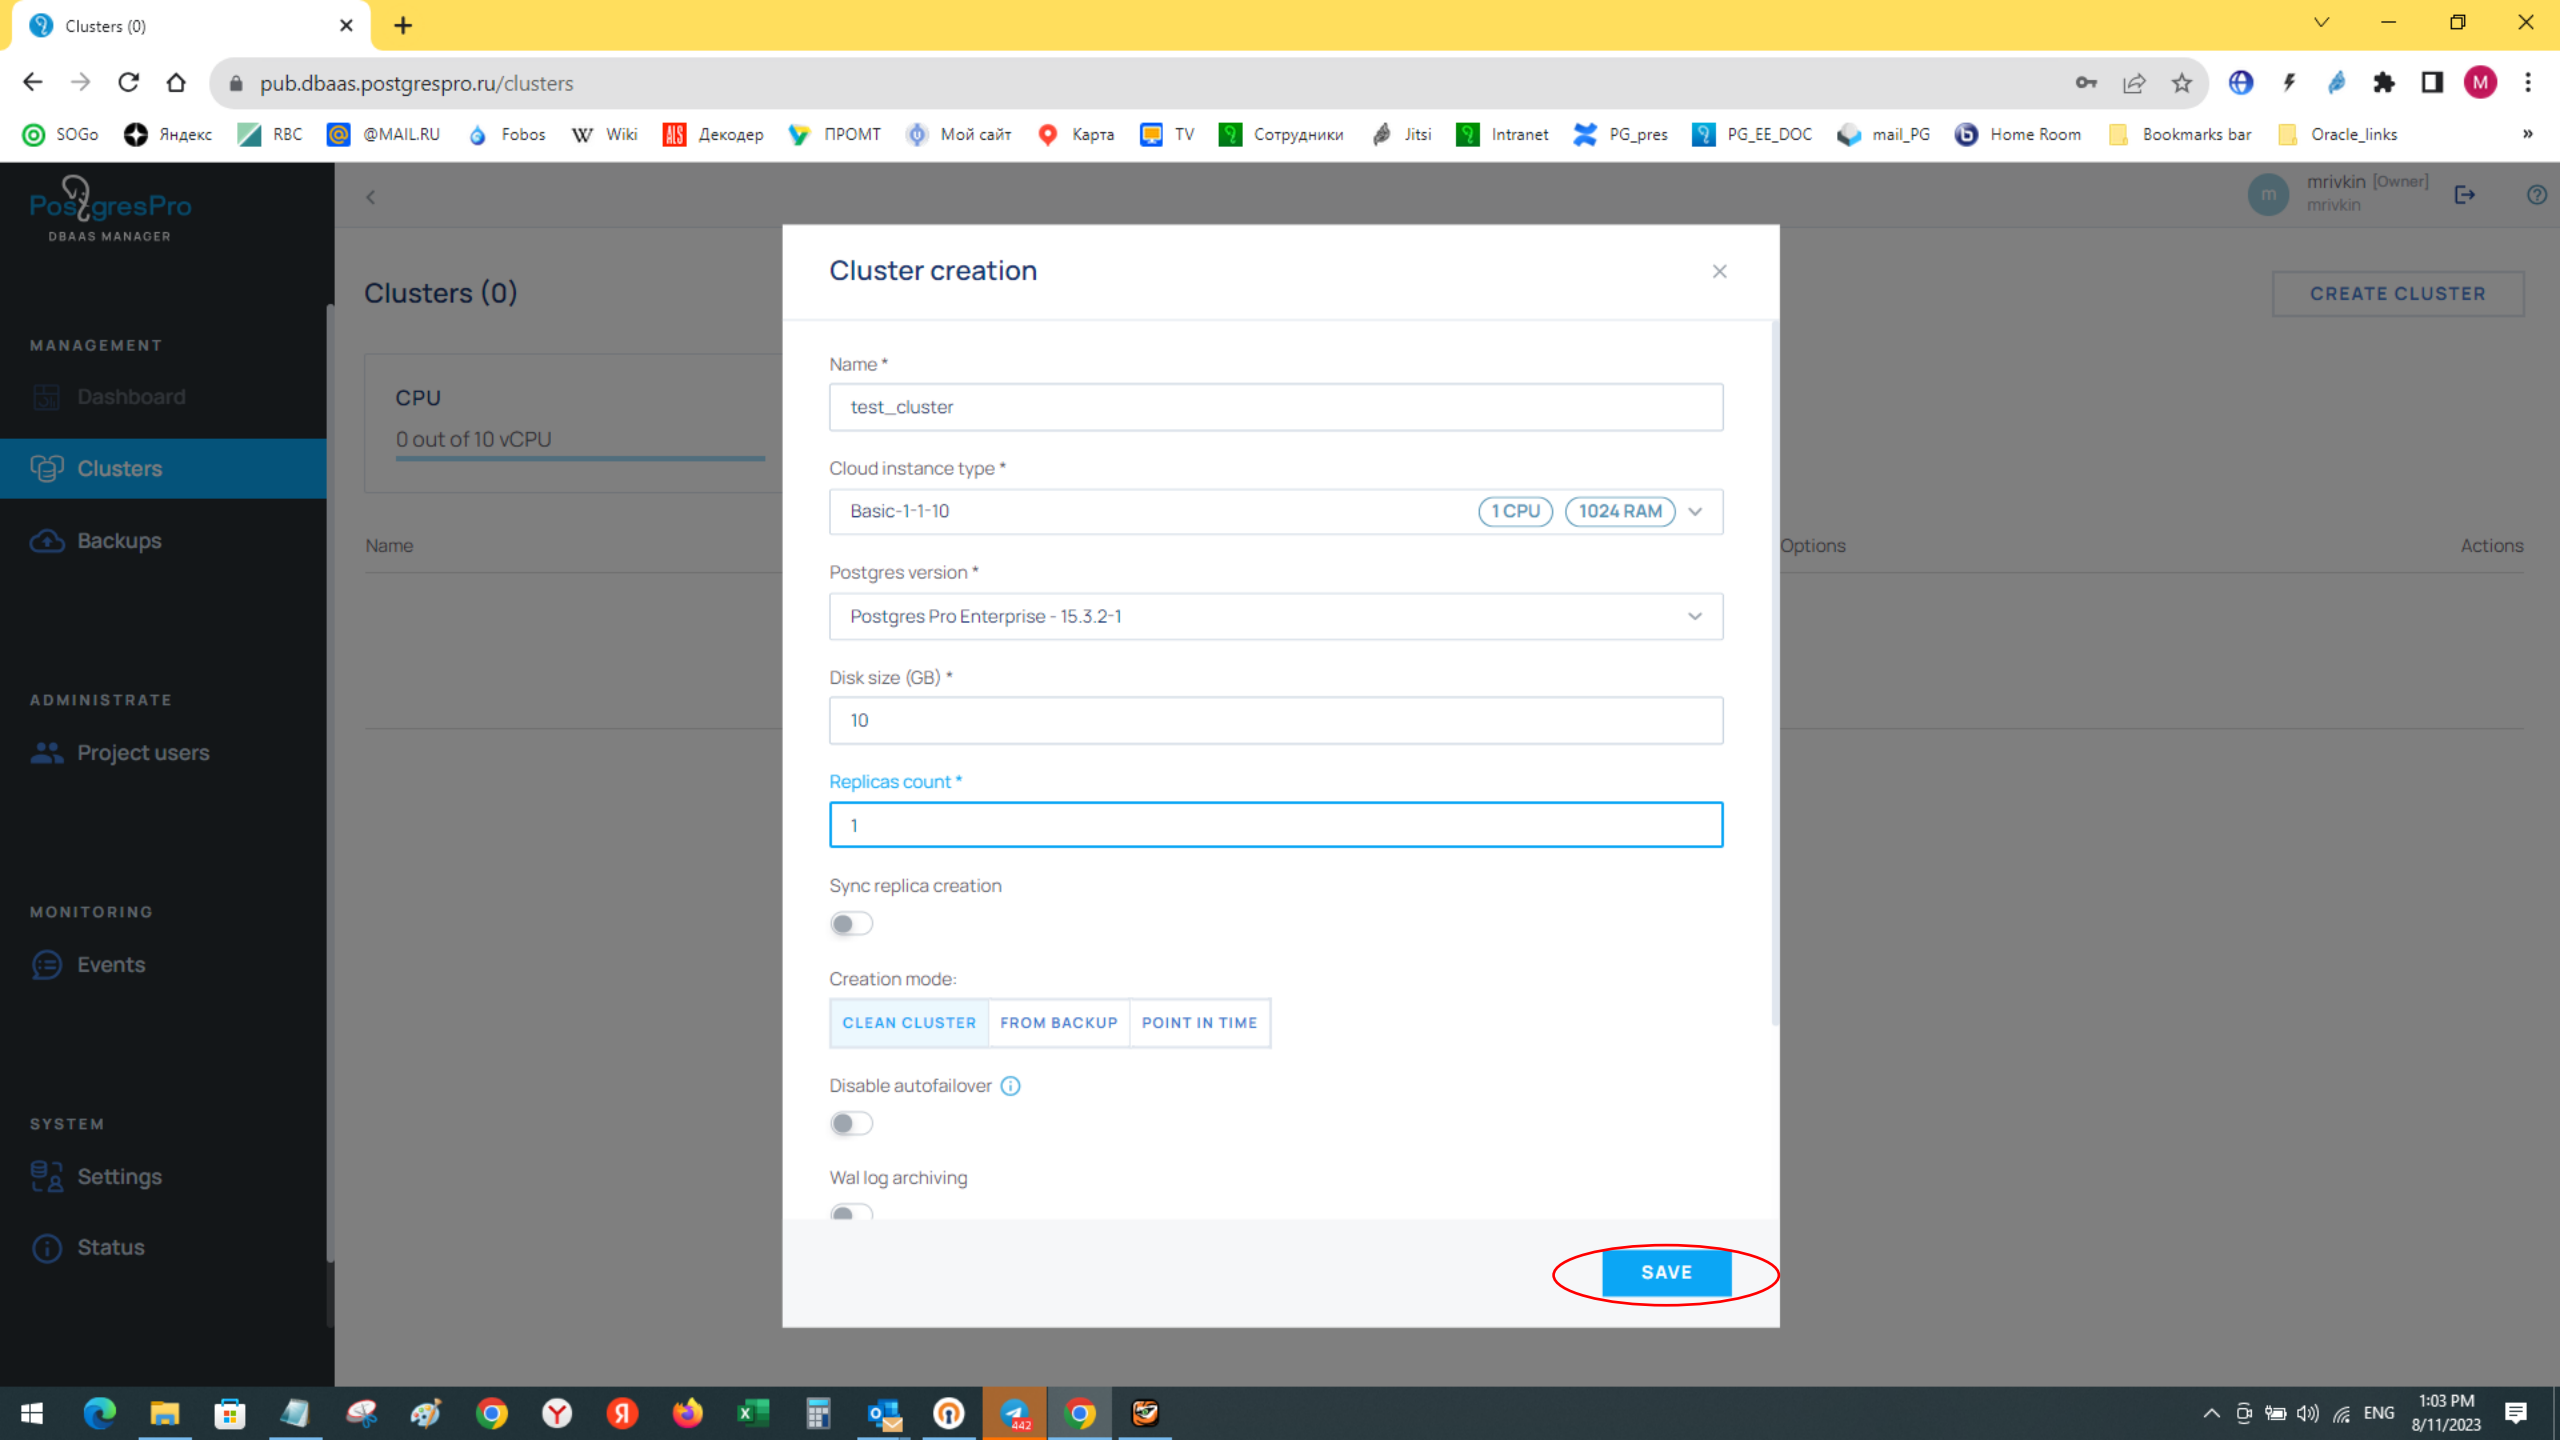 Clusters (0)
pub.dbaas.postgrespro.ru/clusters
M
SOGo
Яндекс
RBC
@MAIL.RU
Fobos
W Wiki
ALS Декодер
ПРОМТ
Мой сайт
Карта
TV
Сотрудники
Jitsi
Intranet
PG_pres
PG_EE_DOC
mail_PG
Home Room
Bookmarks bar
Oracle_links
»
PostgresPro
DBAAS MANAGER
m
mrivkin [Owner]
mrivkin
MANAGEMENT
Dashboard
Clusters
Backups
ADMINISTRATE
Project users
MONITORING
Events
SYSTEM
Settings
Status
Clusters (0)
CREATE CLUSTER
CPU
0 out of 10 vCPU
Name
Options
Actions
Cluster creation
Name *
test_cluster
Cloud instance type *
Basic-1-1-10
1 CPU
1024 RAM
Postgres version *
Postgres Pro Enterprise - 15.3.2-1
Disk size (GB) *
10
Replicas count *
1
Sync replica creation
Creation mode:
CLEAN CLUSTER
FROM BACKUP
POINT IN TIME
Disable autofailover
Wal log archiving
SAVE
442
ENG
1:03 PM
8/11/2023